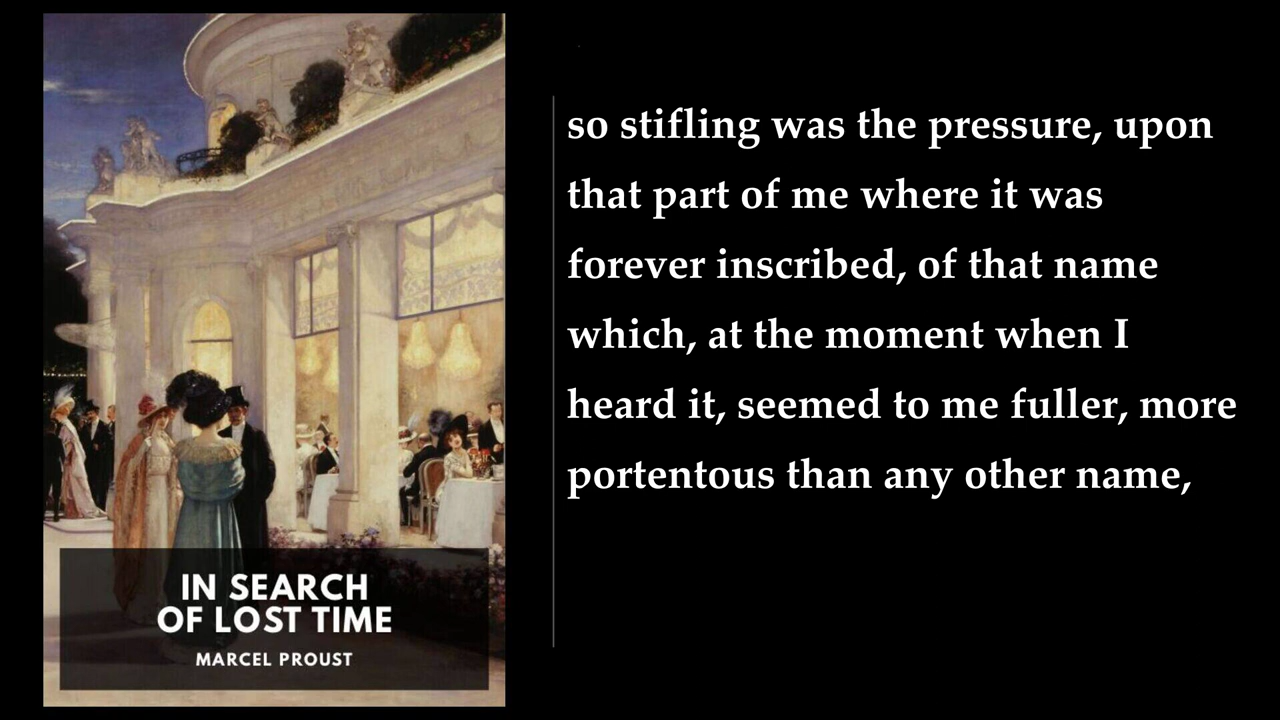 so stifling was the pressure, upon
that part of me where it was
forever inscribed, of that name
which, at the moment when I
heard it, seemed to me fuller, more
portentous than any other name,
IN SEARCH
OF LOST TIME
MARCEL PROUST